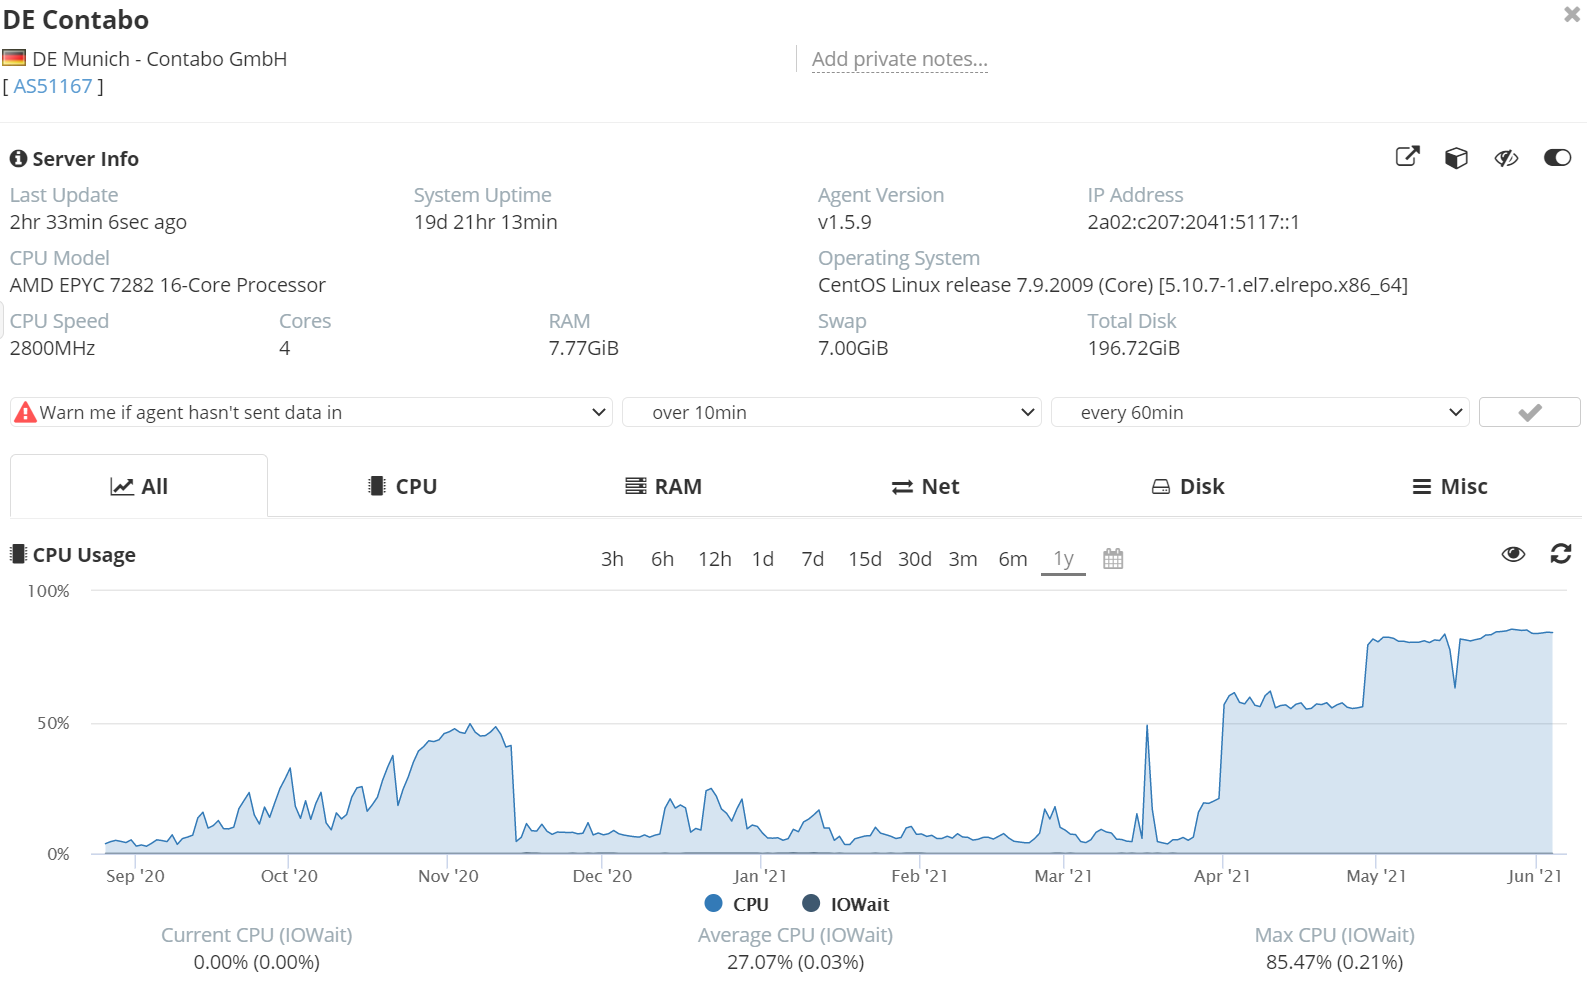 DE Contabo
DE Munich - Contabo GmbH
Add private notes...
[ AS51167 ]
Server Info
Last Update System Uptime Agent Version IP Address
2hr 33min 6sec ago 19d 21hr 13min v1.5.9 2a02:c207:2041:5117::1
CPU Model Operating System
AMD EPYC 7282 16-Core Processor CentOS Linux release 7.9.2009 (Core) [5.10.7-1.el7.elrepo.x86_64]
CPU Speed Cores RAM Swap Total Disk
2800MHz 4 7.77GiB 7.00GiB 196.72GiB
Warn me if agent hasn't sent data in over 10min every 60min
All CPU RAM Net Disk Misc
CPU Usage 3h 6h 12h 1d 7d 15d 30d 3m 6m 1y
100%
50%
0%
Sep '20 Oct '20 Nov '20 Dec '20 Jan '21 Feb '21 Mar '21 Apr '21 May '21 Jun '21
CPU IOWait
Current CPU (IOWait) Average CPU (IOWait) Max CPU (IOWait)
0.00% (0.00%) 27.07% (0.03%) 85.47% (0.21%)